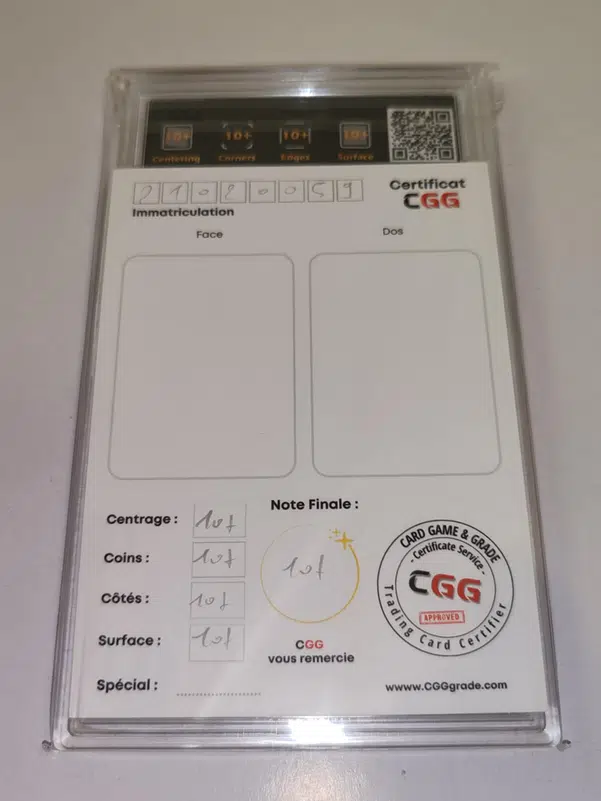 10+ 10+ 10+ 10+
Centering Corners Edges Surface
21020059
Immatriculation
Certificat
CGG
Face
Dos
Note Finale :
Centrage : 10+
Coins : 10+
Côtés : 10+
Surface : 10+
10+
CGG
vous remercie
Spécial :
CARD GAME & GRADE
- Certificate Service -
CGG
APPROVED
Trading Card Certifier
www.CGGgrade.com